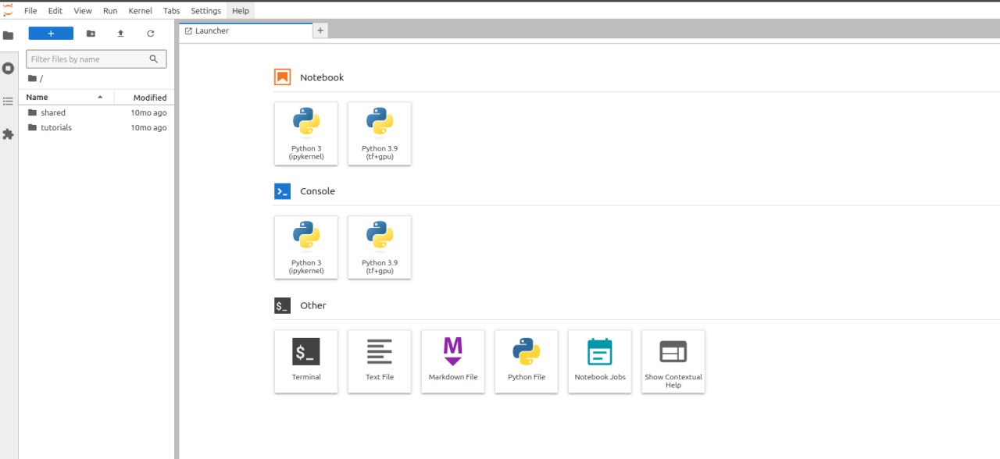 File Edit View Run Kernel Tabs Settings Help
+
Filter files by name
/
Name Modified
shared 10mo ago
tutorials 10mo ago
Launcher +
Notebook
Python 3
(ipykernel)
Python 3.9
(tf+gpu)
>_ Console
Python 3
(ipykernel)
Python 3.9
(tf+gpu)
$_ Other
$_
Terminal
Text File
M
Markdown File
Python File
Notebook Jobs
Show Contextual
Help